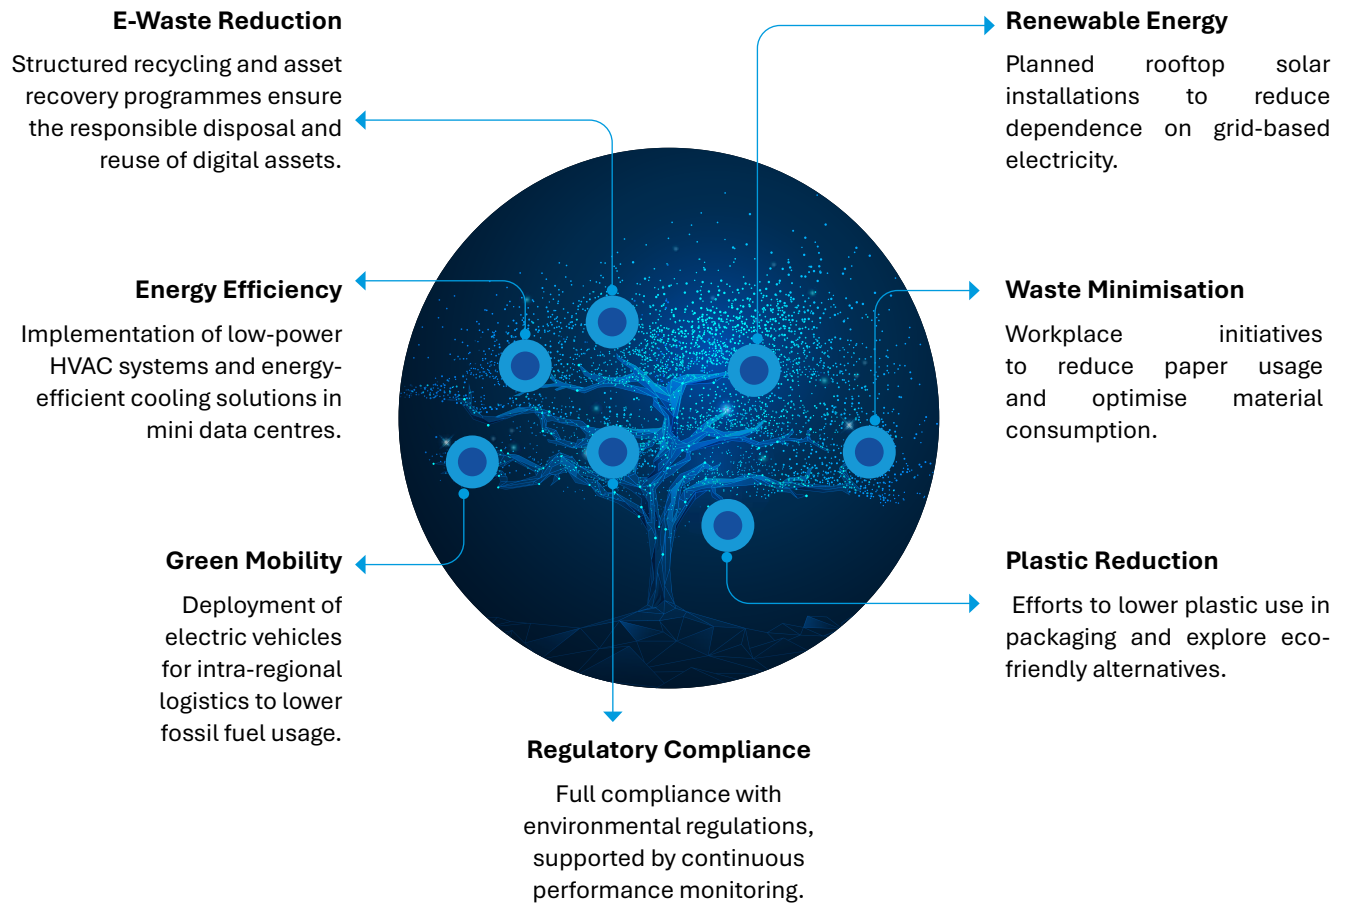 E-Waste Reduction
Structured recycling and asset
recovery programmes ensure
the responsible disposal and
reuse of digital assets.
Energy Efficiency
Implementation of low-power
HVAC systems and energy-
efficient cooling solutions in
mini data centres.
Green Mobility
Deployment of
electric vehicles
for intra-regional
logistics to lower
fossil fuel usage.
Regulatory Compliance
Full compliance with
environmental regulations,
supported by continuous
performance monitoring.
Renewable Energy
Planned rooftop solar
installations to reduce
dependence on grid-based
electricity.
Waste Minimisation
Workplace initiatives
to reduce paper usage
and optimise material
consumption.
Plastic Reduction
Efforts to lower plastic use in
packaging and explore eco-
friendly alternatives.